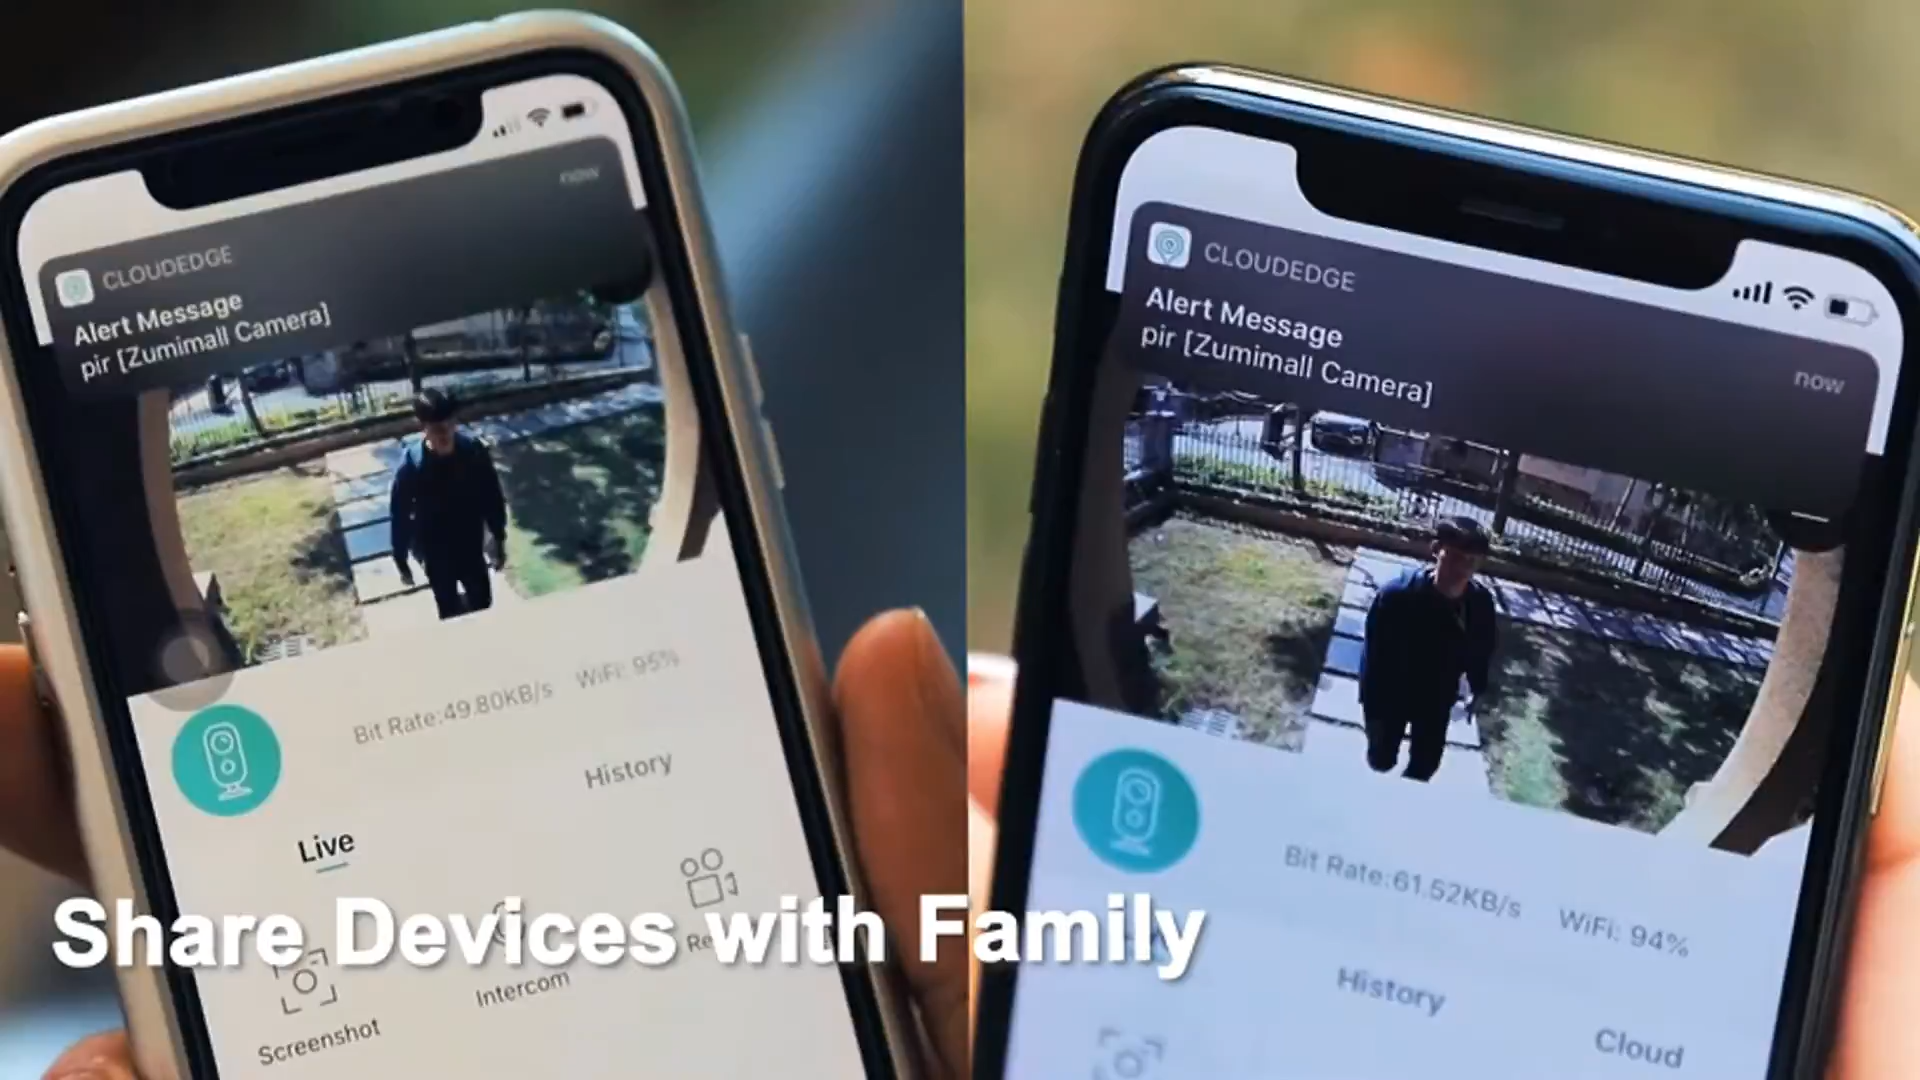 now
CLOUDEDGE
Alert Message
pir [Zumimall Camera]
Bit Rate:49.80KB/s WiFi: 95%
History
Live
Intercom
Screenshot
CLOUDEDGE
Alert Message
pir [Zumimall Camera]
now
Bit Rate:61.52KB/s WiFi: 94%
History
Cloud
Share Devices with Family